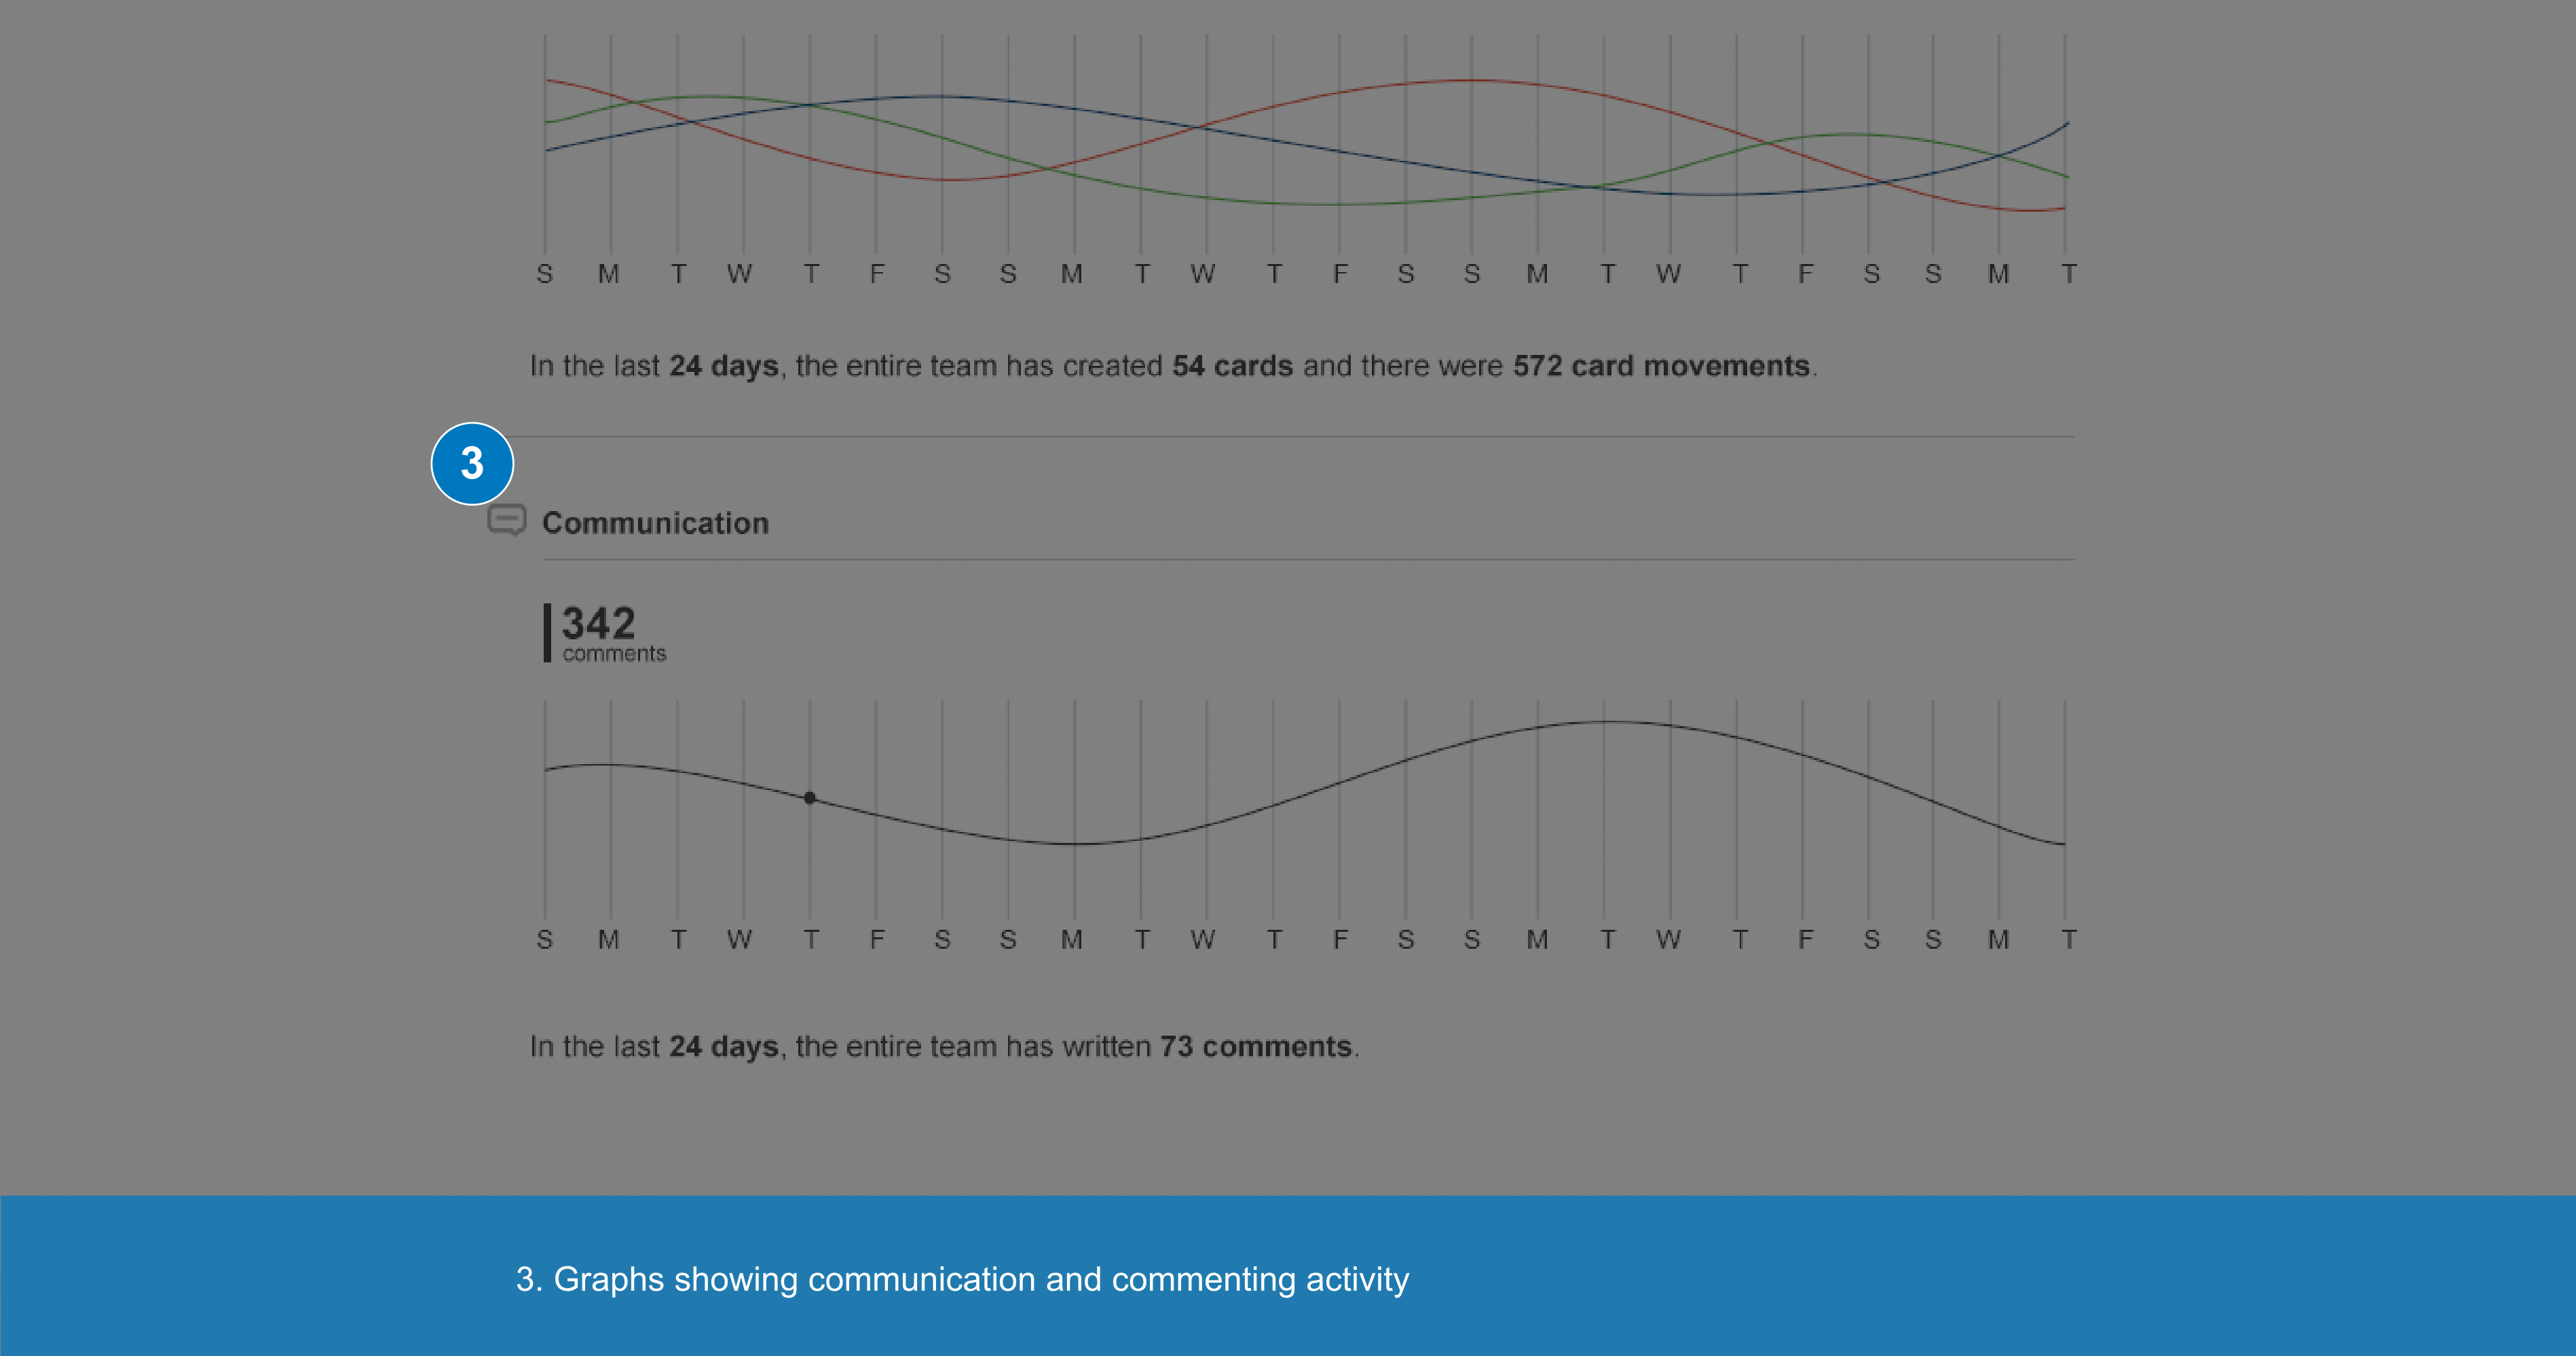 S M T W T F S S M T W T F S S M T W T F S S M T
In the last 24 days, the entire team has created 54 cards and there were 572 card movements.
3
Communication
342
comments
S M T W T F S S M T W T F S S M T W T F S S M T
In the last 24 days, the entire team has written 73 comments.
3. Graphs showing communication and commenting activity